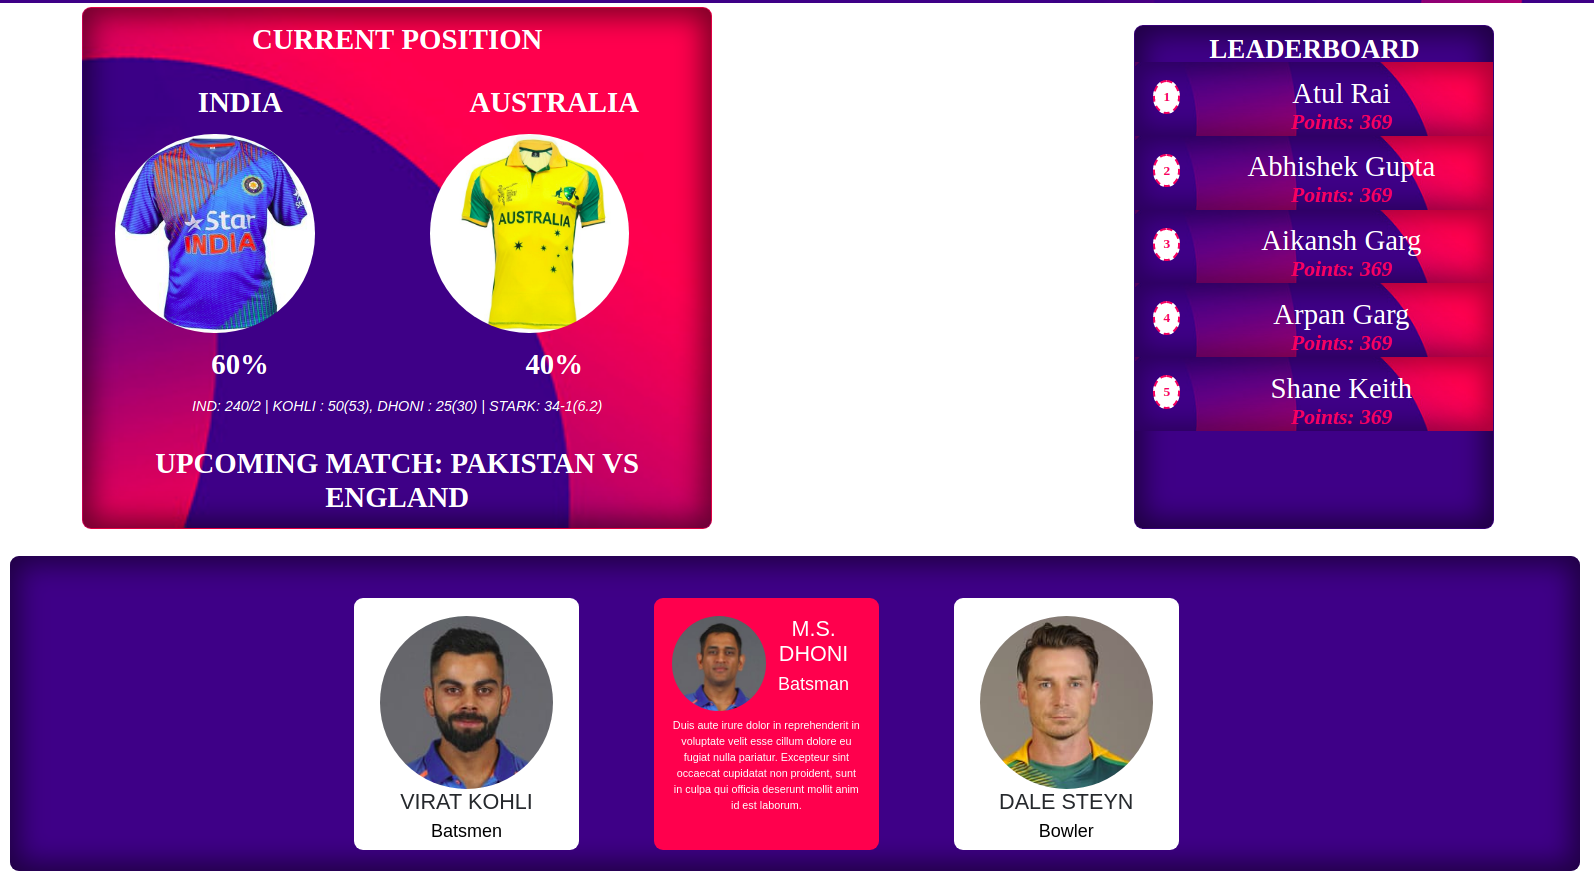 CURRENT POSITION
INDIA
AUSTRALIA
Star
INDIA
AUSTRALIA
60%
40%
IND: 240/2 | KOHLI : 50(53), DHONI : 25(30) | STARK: 34-1(6.2)
UPCOMING MATCH: PAKISTAN VS
ENGLAND
LEADERBOARD
1
Atul Rai
Points: 369
2
Abhishek Gupta
Points: 369
3
Aikansh Garg
Points: 369
4
Arpan Garg
Points: 369
5
Shane Keith
Points: 369
VIRAT KOHLI
Batsmen
M.S.
DHONI
Batsman
Duis aute irure dolor in reprehenderit in
voluptate velit esse cillum dolore eu
fugiat nulla pariatur. Excepteur sint
occaecat cupidatat non proident, sunt
in culpa qui officia deserunt mollit anim
id est laborum.
DALE STEYN
Bowler